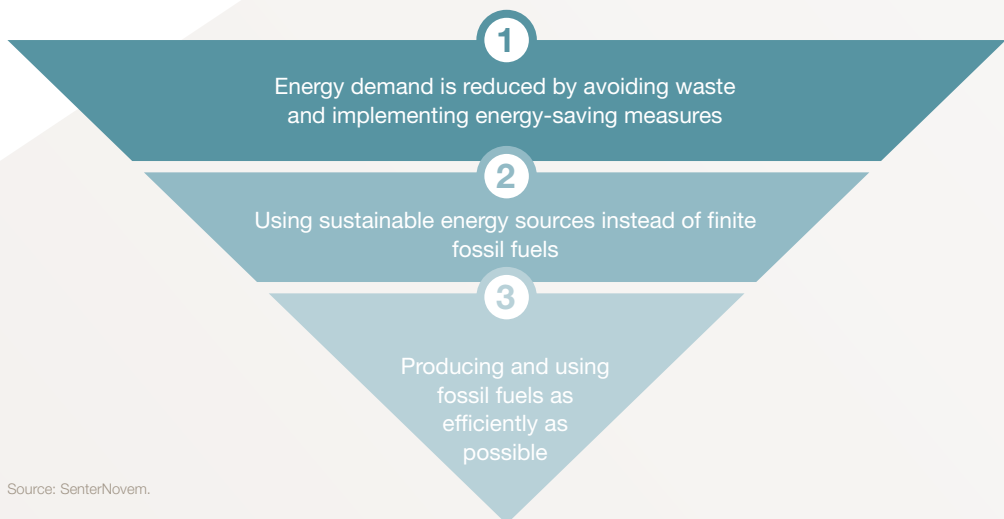 1
Energy demand is reduced by avoiding waste
and implementing energy-saving measures
2
Using sustainable energy sources instead of finite
fossil fuels
3
Producing and using
fossil fuels as
efficiently as
possible
Source: SenterNovem.